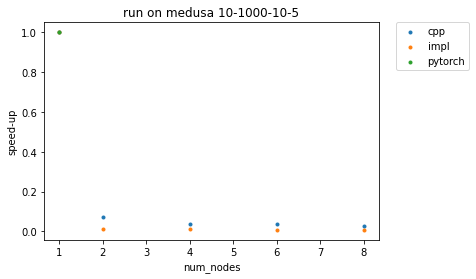 run on medusa 10-1000-10-5
cpp
impl
pytorch
speed-up
1.0
0.8
0.6
0.4
0.2
0.0
1 2 3 4 5 6 7 8
num_nodes